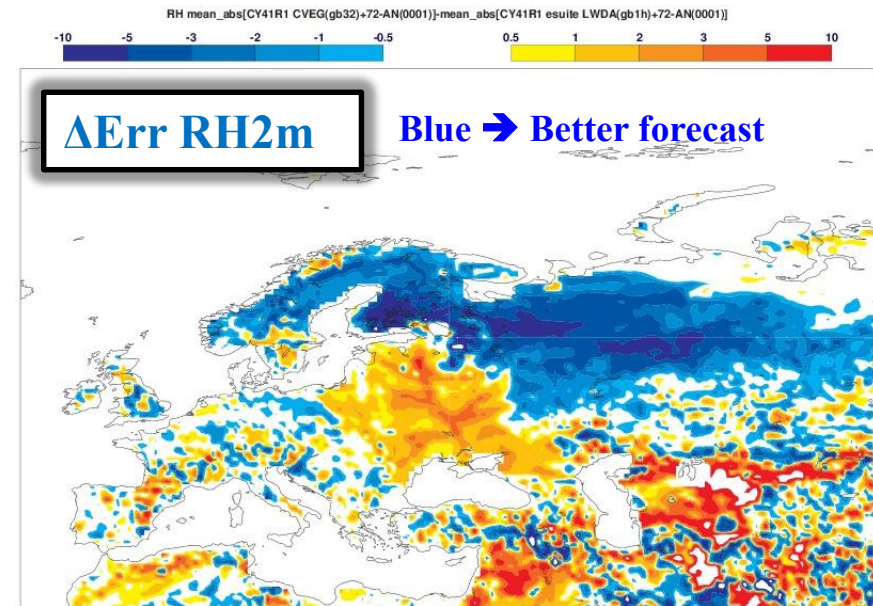 RH mean_abs[CY41R1 CVEG(gb32)+72-AN(0001)]-mean_abs[CY41R1 esuite LWDA(gb1h)+72-AN(0001)]
-10 -5 -3 -2 -1 -0.5 0.5 1 2 3 5 10
ΔErr RH2m
Blue ➔ Better forecast